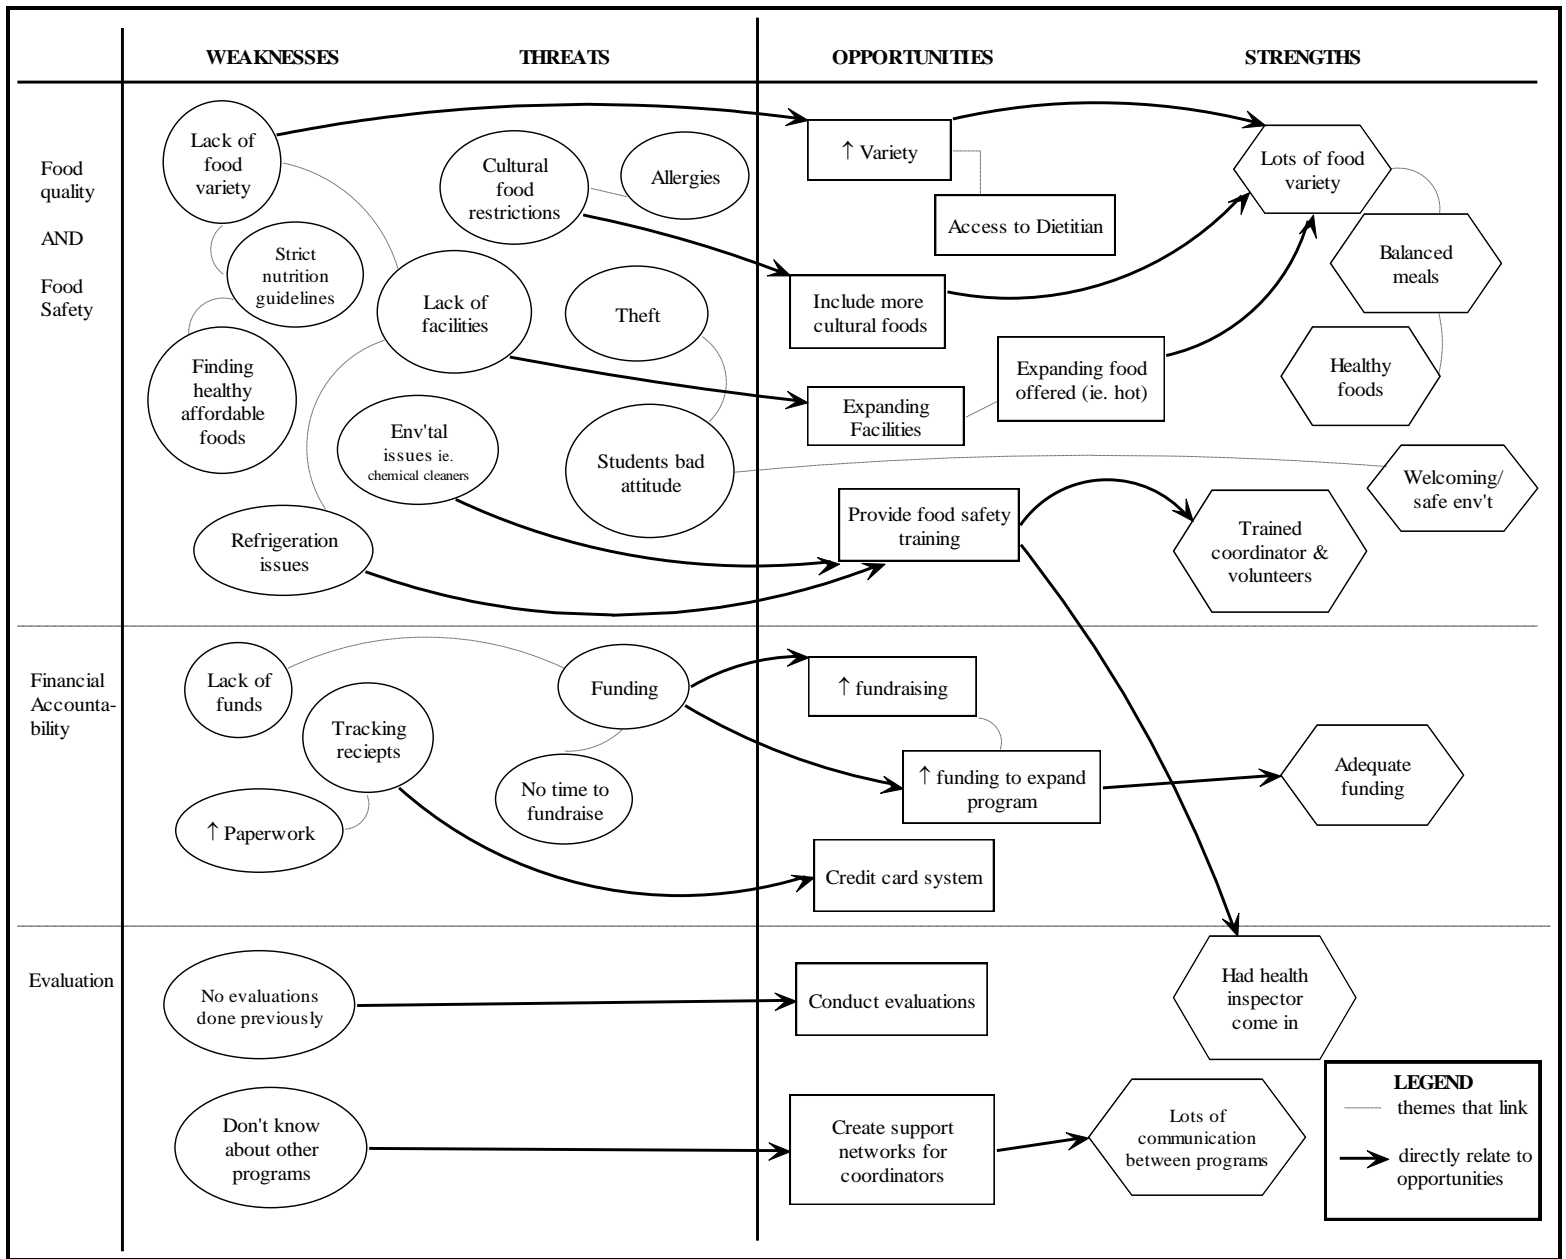 WEAKNESSES
THREATS
OPPORTUNITIES
STRENGTHS
Food
quality
AND
Food
Safety
Lack of
food
variety
Cultural
food
restrictions
Allergies
↑ Variety
Lots of food
variety
Access to Dietitian
Strict
nutrition
guidelines
Lack of
facilities
Theft
Include more
cultural foods
Balanced
meals
Finding
healthy
affordable
foods
Expanding food
offered (ie. hot)
Healthy
foods
Env'tal
issues ie.
chemical cleaners
Students bad
attitude
Expanding
Facilities
Welcoming/
safe env't
Refrigeration
issues
Provide food safety
training
Trained
coordinator &
volunteers
Financial
Accounta-
bility
Lack of
funds
Tracking
reciepts
Funding
↑ fundraising
↑ Paperwork
No time to
fundraise
↑ funding to expand
program
Adequate
funding
Credit card system
Evaluation
No evaluations
done previously
Conduct evaluations
Had health
inspector
come in
Don't know
about other
programs
Create support
networks for
coordinators
Lots of
communication
between programs
LEGEND
themes that link
directly relate to
opportunities